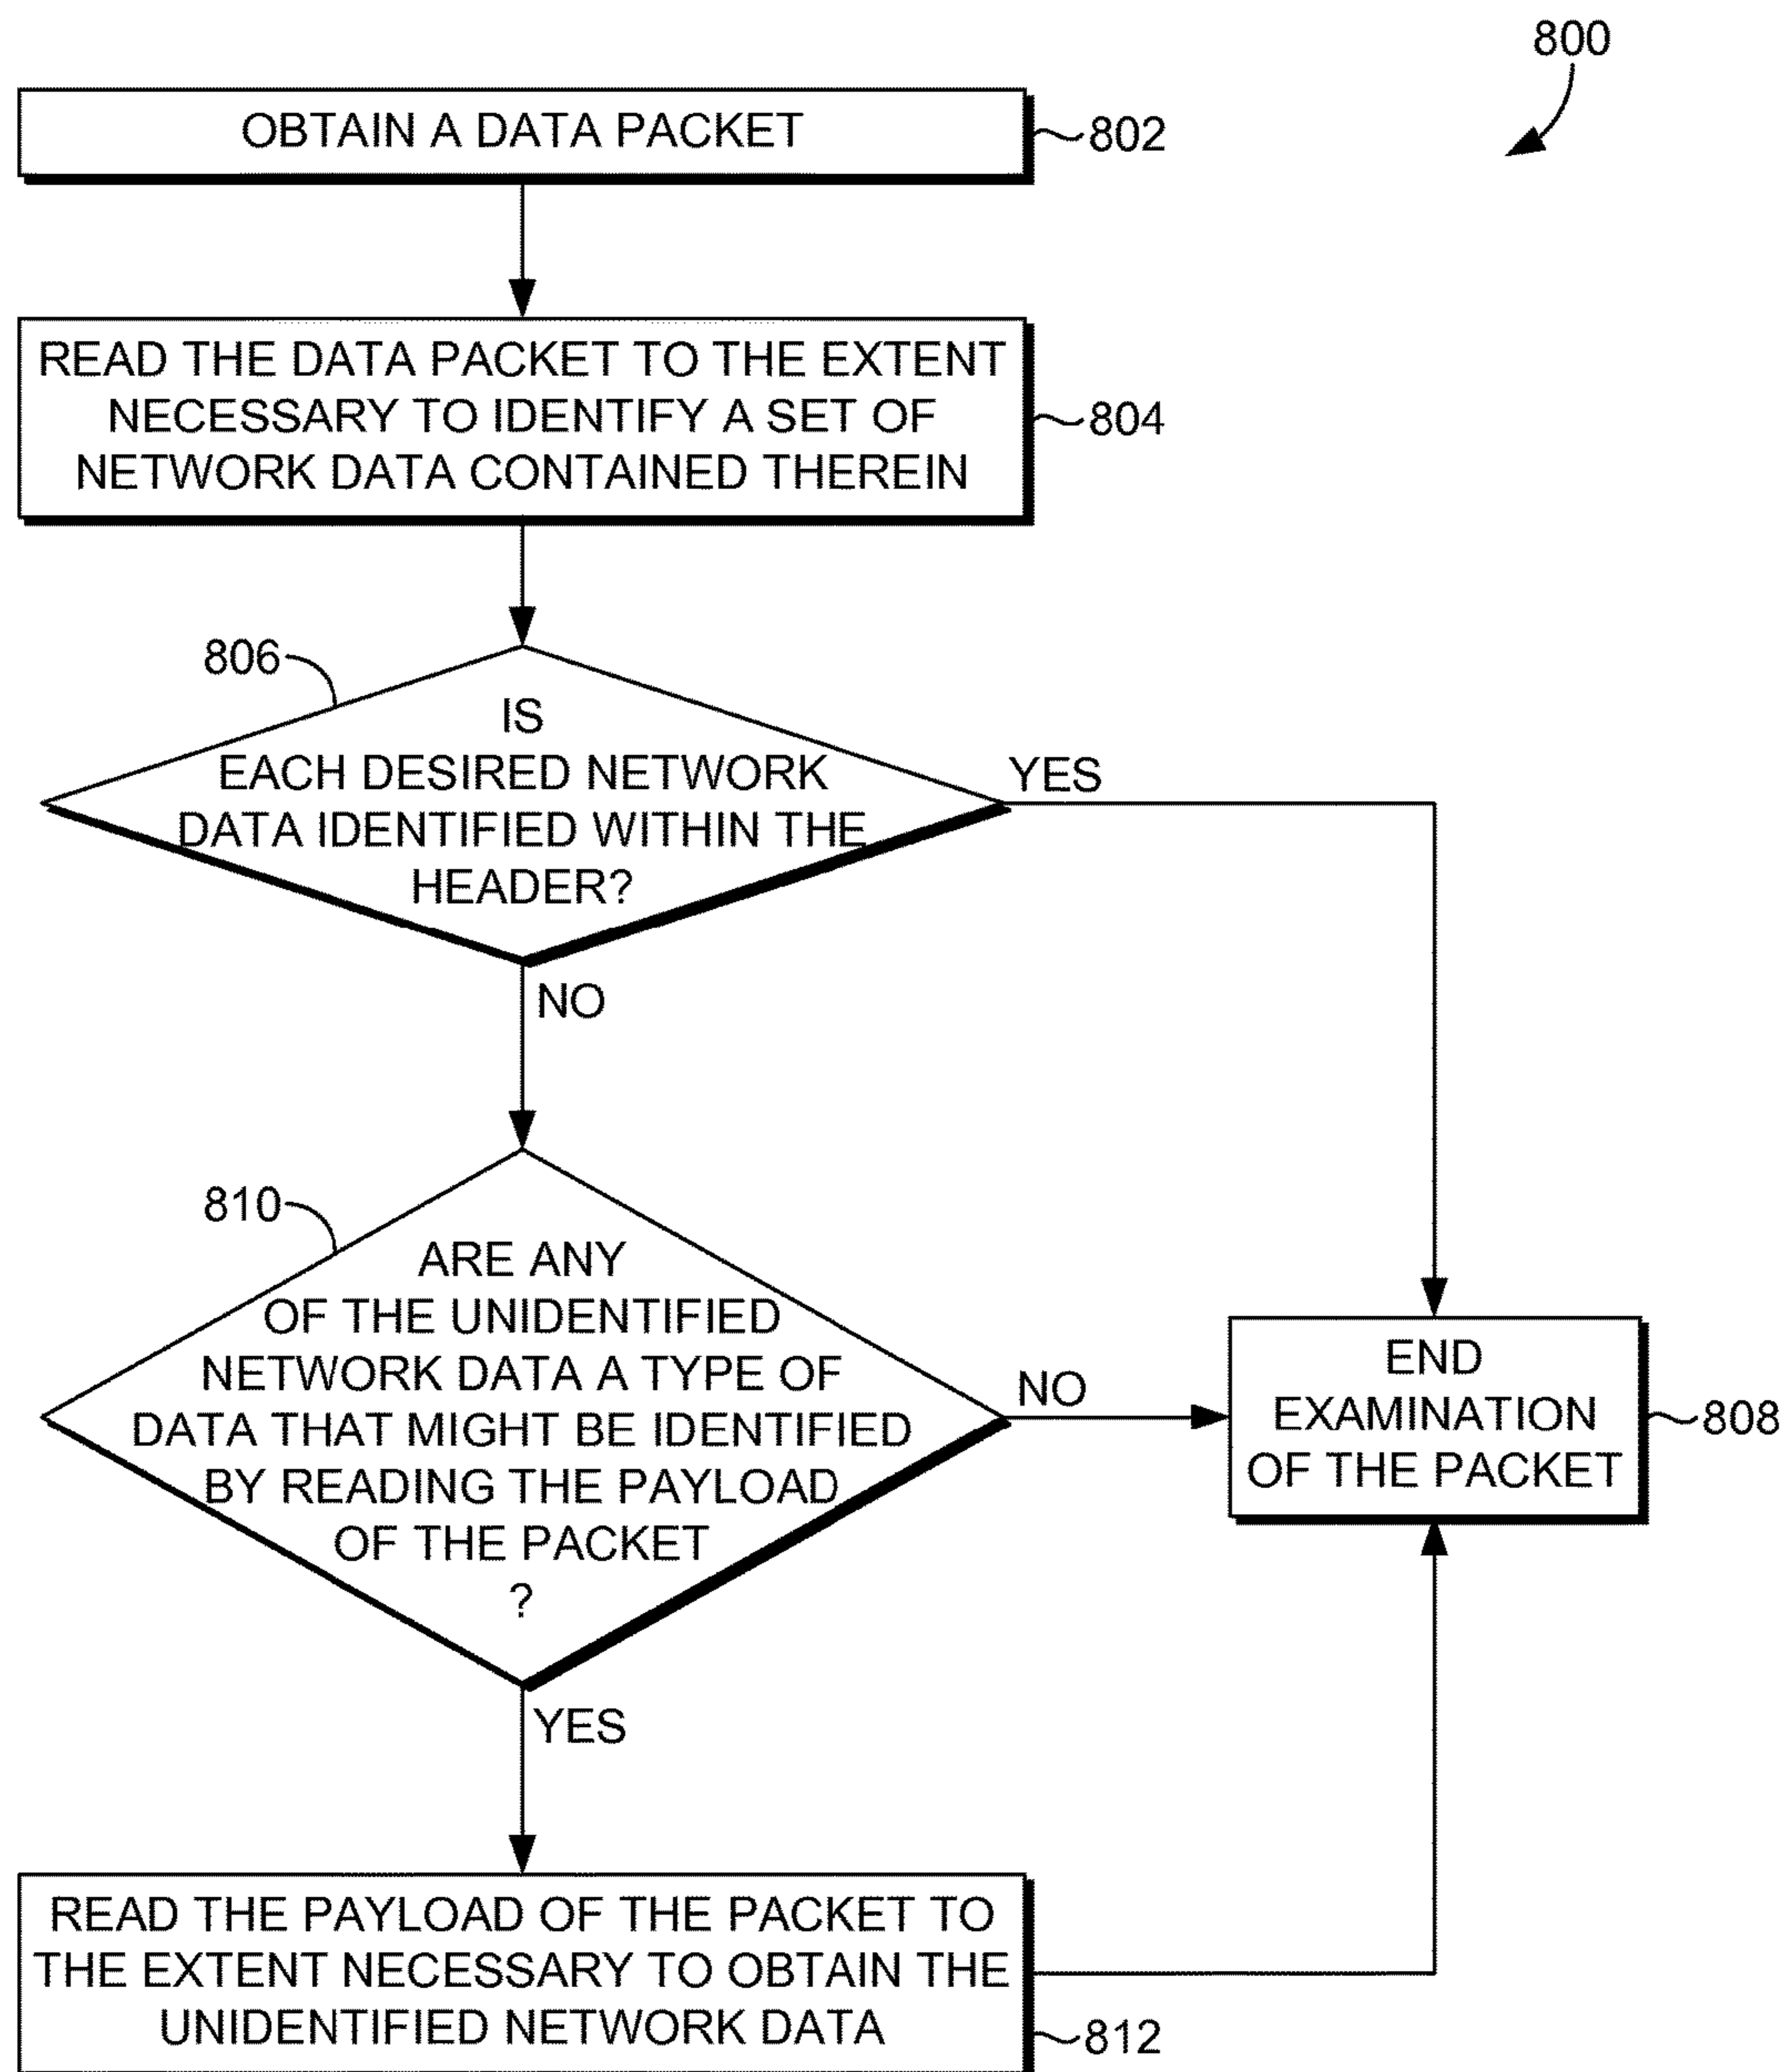 800
OBTAIN A DATA PACKET
802
READ THE DATA PACKET TO THE EXTENT
NECESSARY TO IDENTIFY A SET OF
NETWORK DATA CONTAINED THEREIN
804
806
IS
EACH DESIRED NETWORK
DATA IDENTIFIED WITHIN THE
HEADER?
YES
NO
810
ARE ANY
OF THE UNIDENTIFIED
NETWORK DATA A TYPE OF
DATA THAT MIGHT BE IDENTIFIED
BY READING THE PAYLOAD
OF THE PACKET
?
NO
END
EXAMINATION
OF THE PACKET
808
YES
READ THE PAYLOAD OF THE PACKET TO
THE EXTENT NECESSARY TO OBTAIN THE
UNIDENTIFIED NETWORK DATA
812